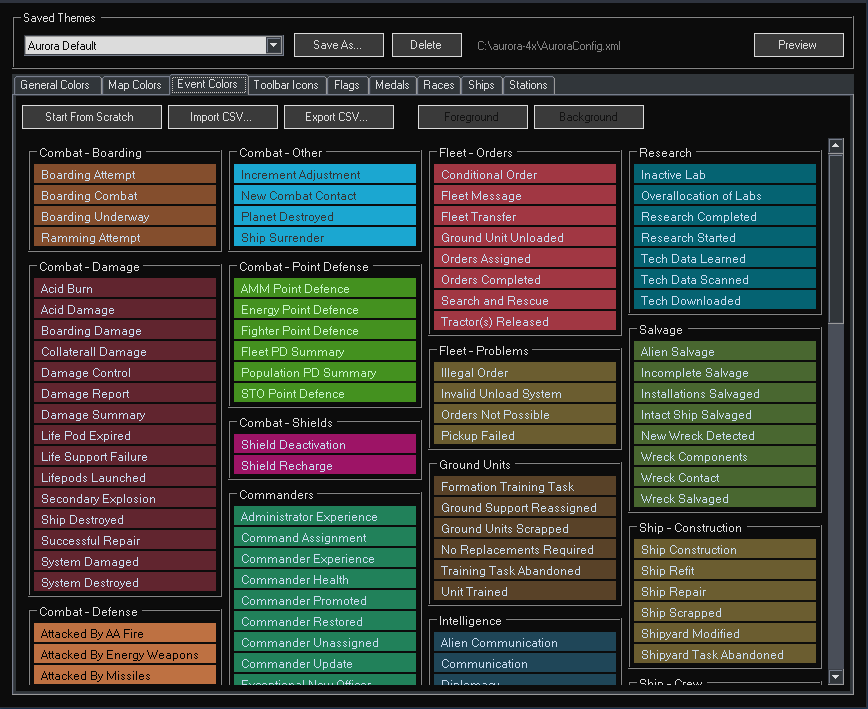 Saved Themes
Aurora Default
Save As...
Delete
C:\aurora-4x\AuroraConfig.xml
Preview
General Colors
Map Colors
Event Colors
Toolbar Icons
Flags
Medals
Races
Ships
Stations
Start From Scratch
Import CSV...
Export CSV...
Foreground
Background
Combat - Boarding
Boarding Attempt
Boarding Combat
Boarding Underway
Ramming Attempt
Combat - Damage
Acid Burn
Acid Damage
Boarding Damage
Collaterall Damage
Damage Control
Damage Report
Damage Summary
Life Pod Expired
Life Support Failure
Lifepods Launched
Secondary Explosion
Ship Destroyed
Successful Repair
System Damaged
System Destroyed
Combat - Defense
Attacked By AA Fire
Attacked By Energy Weapons
Attacked By Missiles
Combat - Other
Increment Adjustment
New Combat Contact
Planet Destroyed
Ship Surrender
Combat - Point Defense
AMM Point Defence
Energy Point Defence
Fighter Point Defence
Fleet PD Summary
Population PD Summary
STO Point Defence
Combat - Shields
Shield Deactivation
Shield Recharge
Commanders
Administrator Experience
Command Assignment
Commander Experience
Commander Health
Commander Promoted
Commander Restored
Commander Unassigned
Commander Update
Exceptional New Officer
Fleet - Orders
Conditional Order
Fleet Message
Fleet Transfer
Ground Unit Unloaded
Orders Assigned
Orders Completed
Search and Rescue
Tractor(s) Released
Fleet - Problems
Illegal Order
Invalid Unload System
Orders Not Possible
Pickup Failed
Ground Units
Formation Training Task
Ground Support Reassigned
Ground Units Scrapped
No Replacements Required
Training Task Abandoned
Unit Trained
Intelligence
Alien Communication
Communication
Diplomacy
Research
Inactive Lab
Overallocation of Labs
Research Completed
Research Started
Tech Data Learned
Tech Data Scanned
Tech Downloaded
Salvage
Alien Salvage
Incomplete Salvage
Installations Salvaged
Intact Ship Salvaged
New Wreck Detected
Wreck Components
Wreck Contact
Wreck Salvaged
Ship - Construction
Ship Construction
Ship Refit
Ship Repair
Ship Scrapped
Shipyard Modified
Shipyard Task Abandoned
Ship - Crew